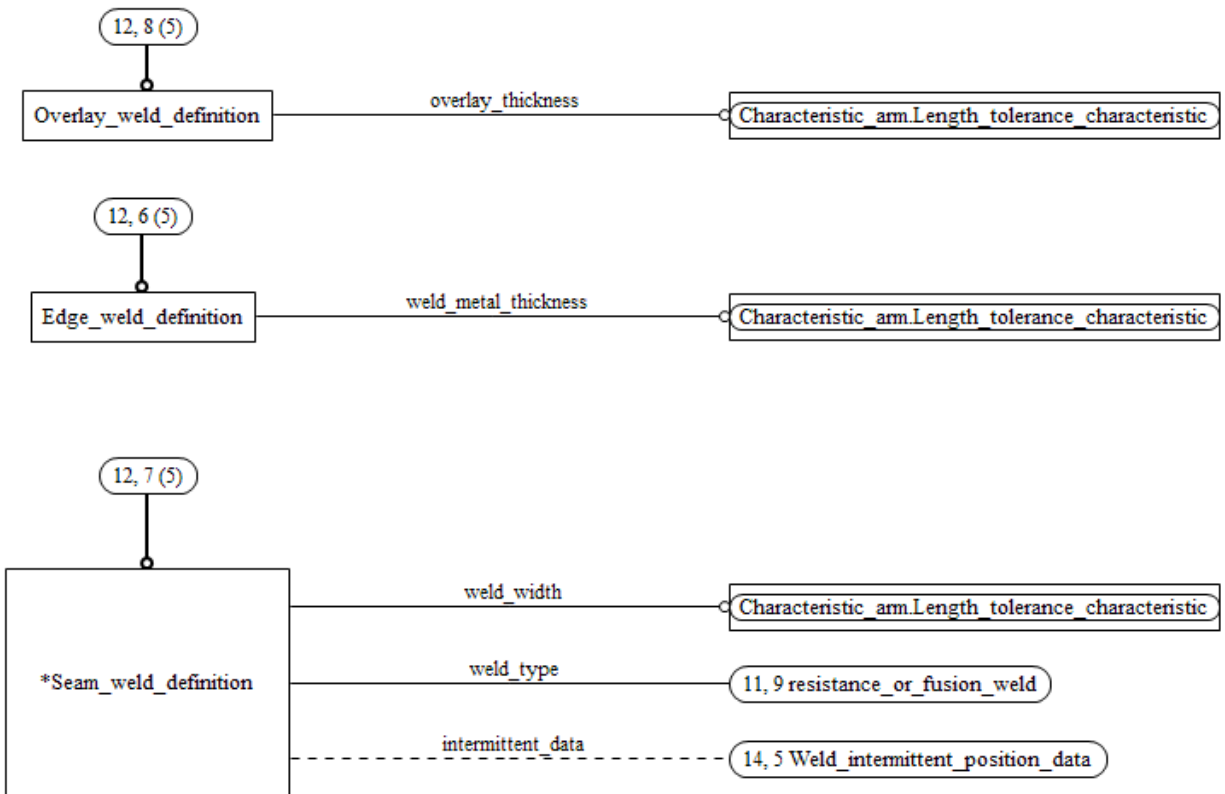 12, 8 (5)
Overlay_weld_definition
overlay_thickness
Characteristic_arm.Length_tolerance_characteristic
12, 6 (5)
Edge_weld_definition
weld_metal_thickness
Characteristic_arm.Length_tolerance_characteristic
12, 7 (5)
*Seam_weld_definition
weld_width
Characteristic_arm.Length_tolerance_characteristic
weld_type
11, 9 resistance_or_fusion_weld
intermittent_data
14, 5 Weld_intermittent_position_data